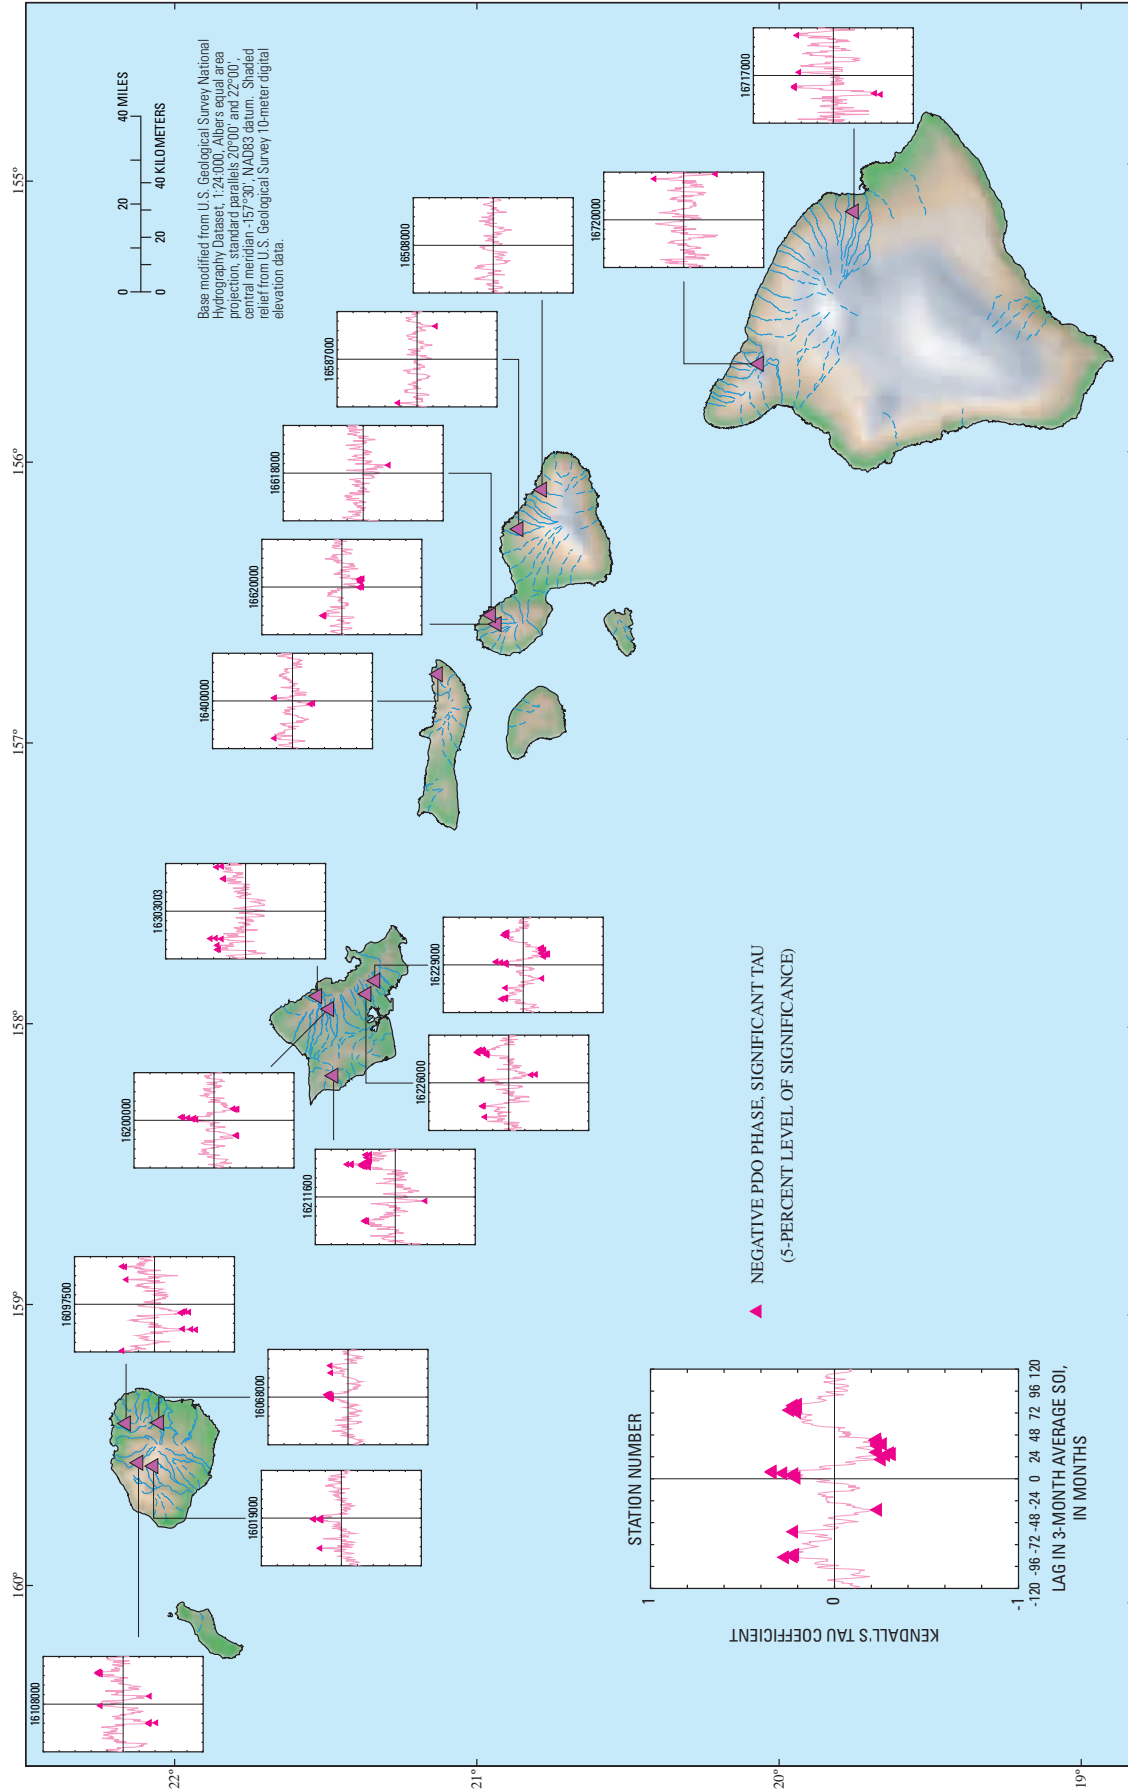 160°
159°
158°
157°
156°
155°
22°
21°
20°
19°
16108000
16019000
16068000
16097500
16211600
16200000
16226000
16229000
16303003
16400000
16620000
16618000
16587000
16508000
16720000
16717000
0 20 40 MILES
0 20 40 KILOMETERS
Base modified from U.S. Geological Survey National
Hydrography Dataset, 1:24:000, Albers equal area
projection, standard parallels 20°00' and 22°00',
central meridian -157°30', NAD83 datum. Shaded
relief from U.S. Geological Survey 10-meter digital
elevation data.
STATION NUMBER
KENDALL'S TAU COEFFICIENT
1
0
-1
-120 -96 -72 -48 -24 0 24 48 72 96 120
LAG IN 3-MONTH AVERAGE SOI,
IN MONTHS
NEGATIVE PDO PHASE, SIGNIFICANT TAU
(5-PERCENT LEVEL OF SIGNIFICANCE)